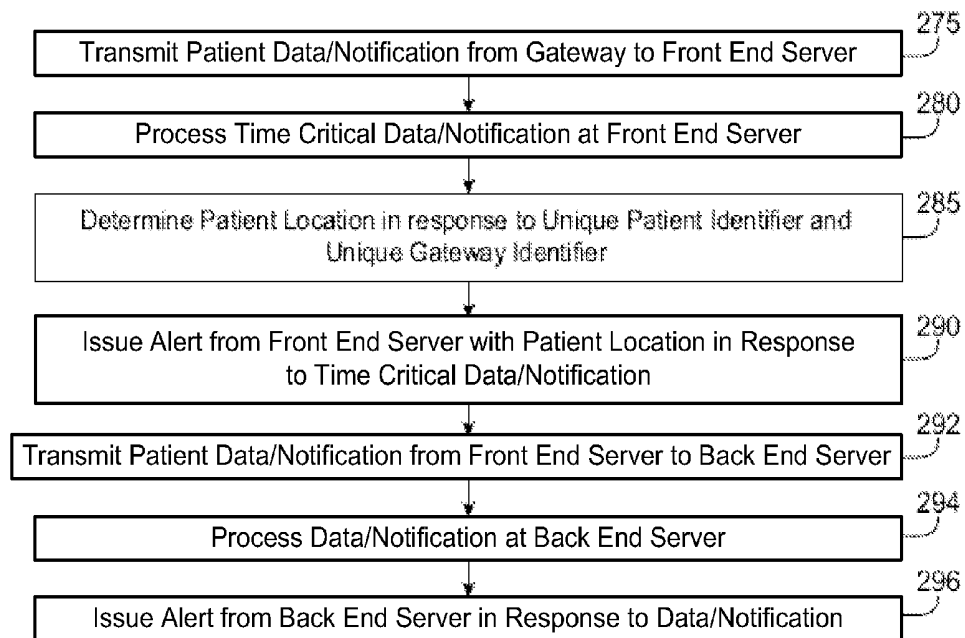 275
Transmit Patient Data/Notification from Gateway to Front End Server
280
Process Time Critical Data/Notification at Front End Server
285
Determine Patient Location in response to Unique Patient Identifier and
Unique Gateway Identifier
290
Issue Alert from Front End Server with Patient Location in Response
to Time Critical Data/Notification
292
Transmit Patient Data/Notification from Front End Server to Back End Server
294
Process Data/Notification at Back End Server
296
Issue Alert from Back End Server in Response to Data/Notification